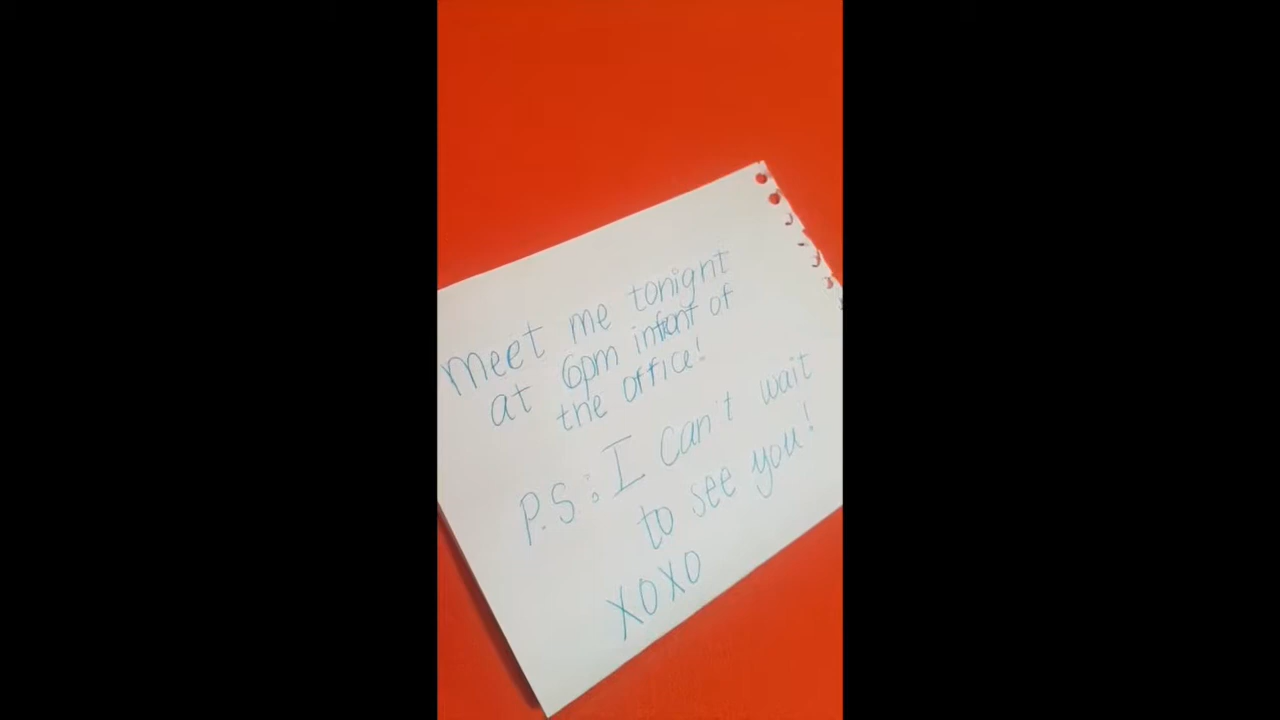 Meet me tonight
at 6pm infront of
the office!
P.S: I can't wait
to see you!
XOXO